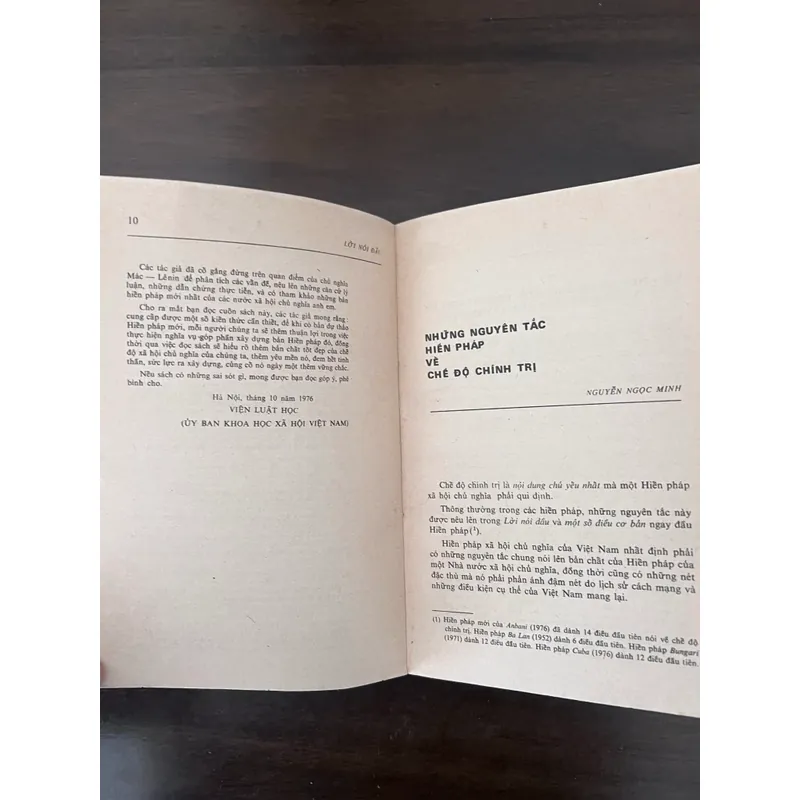 10
LỜI NÓI ĐẦU
Các tác giả đã cố gắng đứng trên quan điểm của chủ nghĩa
Mác — Lênin để phân tích các vấn đề, nêu lên những căn cứ lý
luận, những dẫn chứng thực tiễn, và có tham khảo những bản
hiến pháp mới nhất của các nước xã hội chủ nghĩa anh em.
Cho ra mắt bạn đọc cuốn sách này, các tác giả mong rằng:
cung cấp được một số kiến thức cần thiết, để khi có bản dự thảo
Hiến pháp mới, mỗi người chúng ta sẽ thêm thuận lợi trong việc
thực hiện nghĩa vụ góp phần xây dựng bản Hiến pháp đó, đồng
thời qua việc đọc sách sẽ hiểu rõ thêm bản chất tốt đẹp của chế
độ xã hội chủ nghĩa của chúng ta, thêm yêu mến nó, đem hết tinh
thần, sức lực ra xây dựng, củng cố nó ngày một thêm vững chắc.
Nếu sách có những sai sót gì, mong được bạn đọc góp ý, phê
bình cho.
Hà Nội, tháng 10 năm 1976
VIỆN LUẬT HỌC
(ỦY BAN KHOA HỌC XÃ HỘI VIỆT NAM)
NHỮNG NGUYÊN TẮC
HIẾN PHÁP
VỀ
CHẾ ĐỘ CHÍNH TRỊ
NGUYỄN NGỌC MINH
Chế độ chính trị là nội dung chủ yếu nhất mà một Hiến pháp
xã hội chủ nghĩa phải qui định.
Thông thường trong các hiến pháp, những nguyên tắc này
được nêu lên trong Lời nói đầu và một số điều cơ bản ngay đầu
Hiến pháp(¹).
Hiến pháp xã hội chủ nghĩa của Việt Nam nhất định phải
có những nguyên tắc chung nói lên bản chất của Hiến pháp của
một Nhà nước xã hội chủ nghĩa, đồng thời cũng có những nét
đặc thù mà nó phải phản ánh đậm nét do lịch sử cách mạng và
những điều kiện cụ thể của Việt Nam mang lại.
(1) Hiến pháp mới của Anbani (1976) đã dành 14 điều đầu tiên nói về chế độ
chính trị. Hiến pháp Ba Lan (1952) dành 6 điều đầu tiên. Hiến pháp Bungari
(1971) dành 12 điều đầu tiên. Hiến pháp Cuba (1976) dành 12 điều đầu tiên.